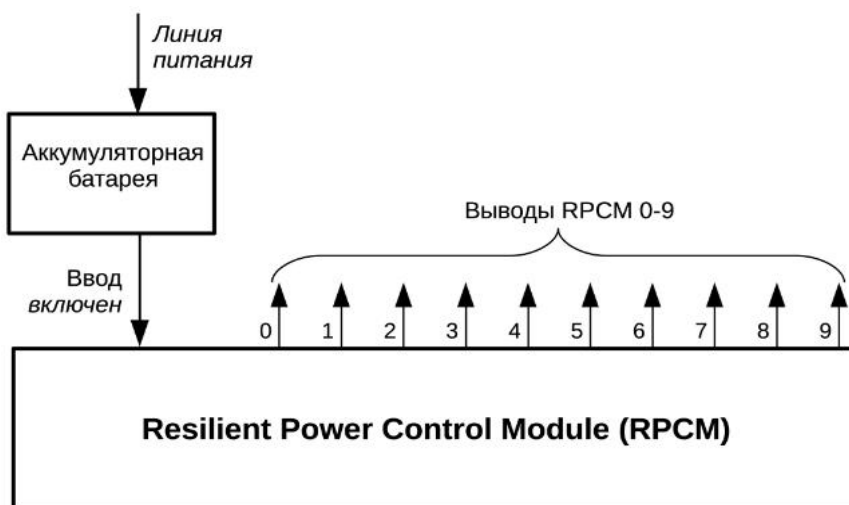 Линия
питания
Аккумуляторная
батарея
Выводы RPCM 0-9
Ввод
включен
0 1 2 3 4 5 6 7 8 9
Resilient Power Control Module (RPCM)